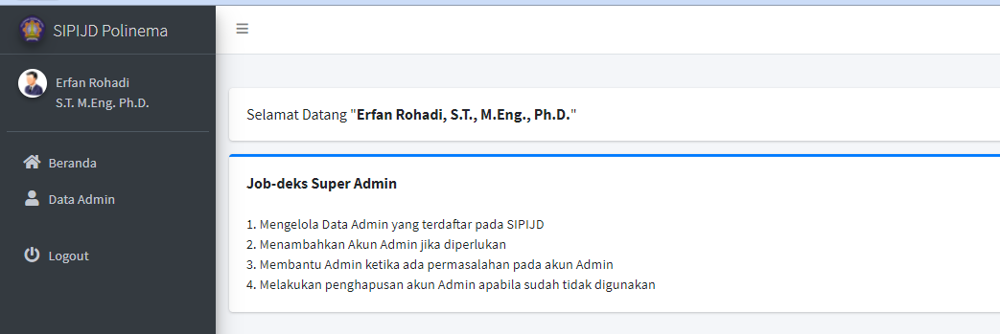 SIPIJD Polinema
Erfan Rohadi
S.T. M.Eng. Ph.D.
Beranda
Data Admin
Logout
Selamat Datang "Erfan Rohadi, S.T., M.Eng., Ph.D."
Job-deks Super Admin
1. Mengelola Data Admin yang terdaftar pada SIPIJD
2. Menambahkan Akun Admin jika diperlukan
3. Membantu Admin ketika ada permasalahan pada akun Admin
4. Melakukan penghapusan akun Admin apabila sudah tidak digunakan